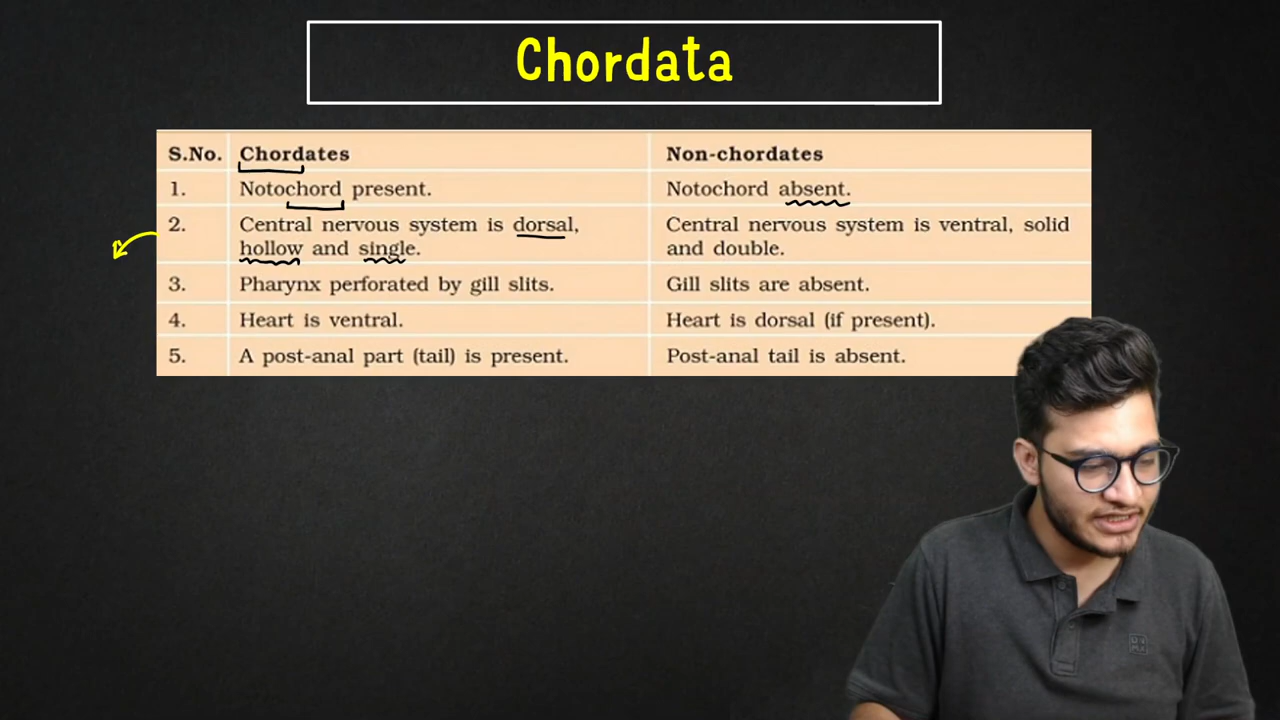 Chordata
S.No. Chordates Non-chordates
1. Notochord present. Notochord absent.
2. Central nervous system is dorsal, Central nervous system is ventral, solid
hollow and single. and double.
3. Pharynx perforated by gill slits. Gill slits are absent.
4. Heart is ventral. Heart is dorsal (if present).
5. A post-anal part (tail) is present. Post-anal tail is absent.